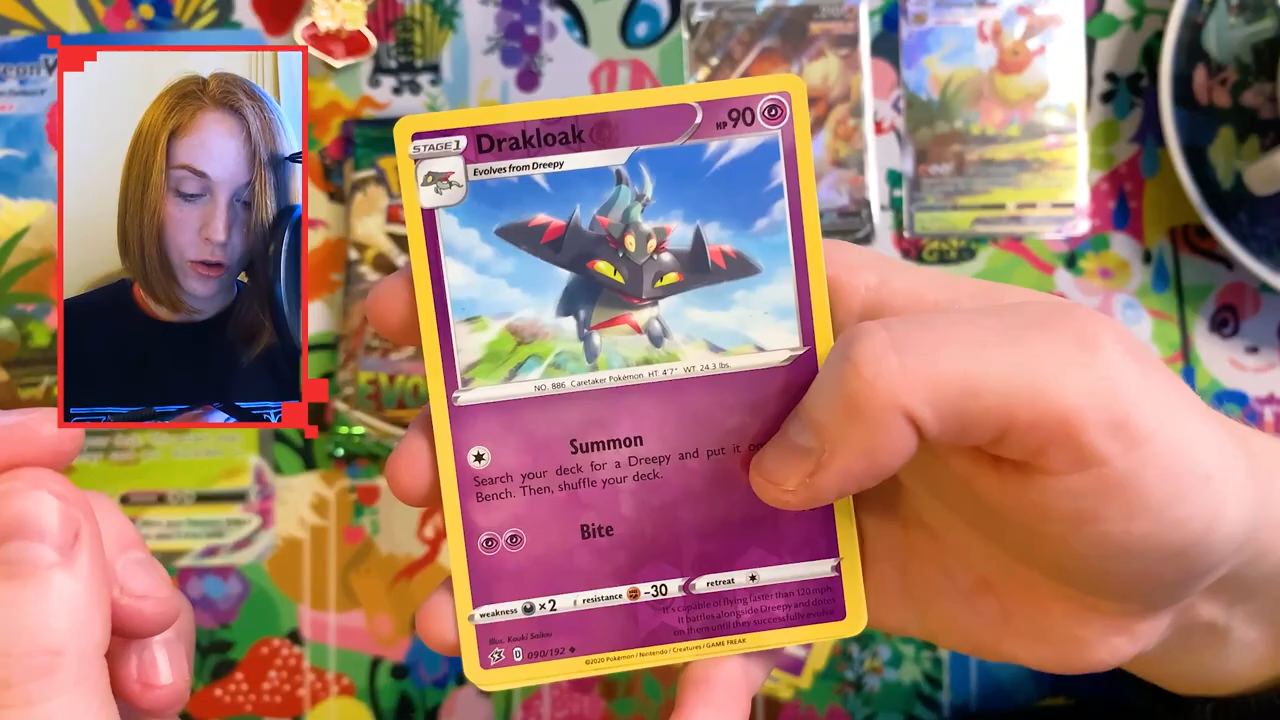 STAGE 1
Drakloak
HP 90
Evolves from Dreepy
NO. 886 Caretaker Pokémon HT. 4'7" WT. 24.3 lbs.
Summon
Search your deck for a Dreepy and put it
Bench. Then, shuffle your deck.
Bite
weakness ×2 resistance -30 retreat
It's capable of flying faster than 120 mph.
It battles alongside Dreepy and dotes
on them until they successfully evolve
Illus. Kouki Saitou
D 090/192
©2020 Pokémon / Nintendo / Creatures / GAME FREAK
EVO